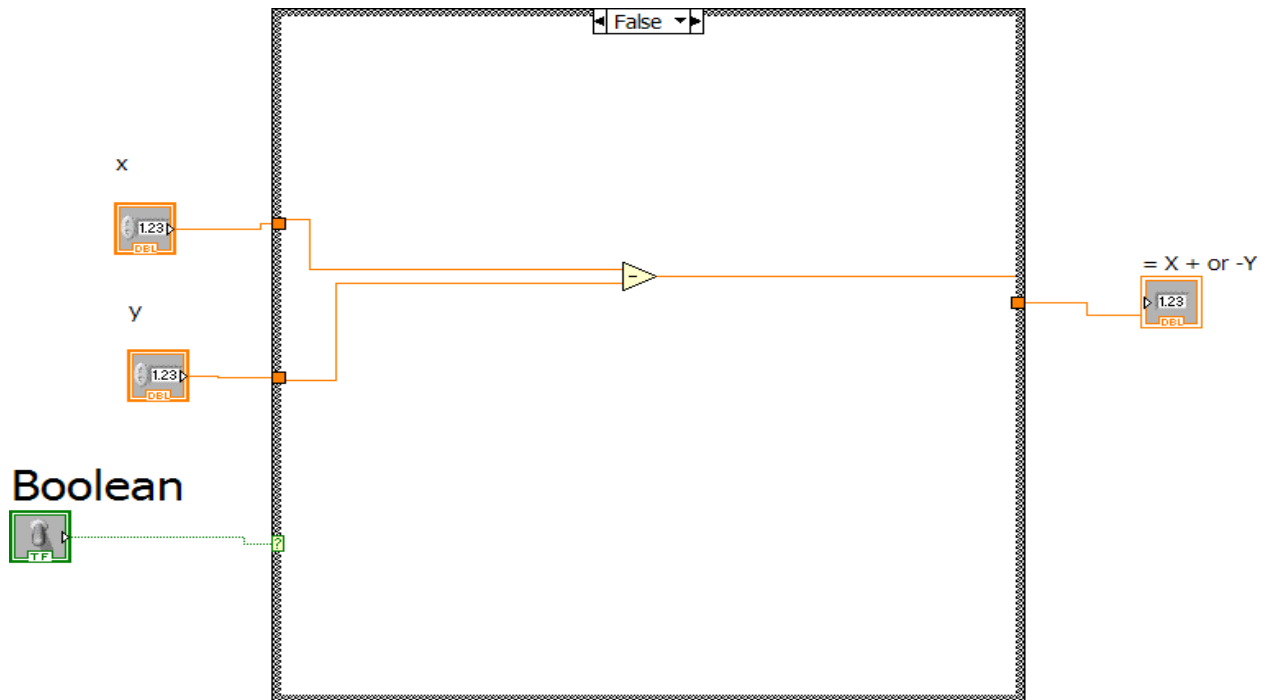 False
x
1.23
DBL
= X + or -Y
1.23
DBL
y
1.23
DBL
Boolean
?
TF